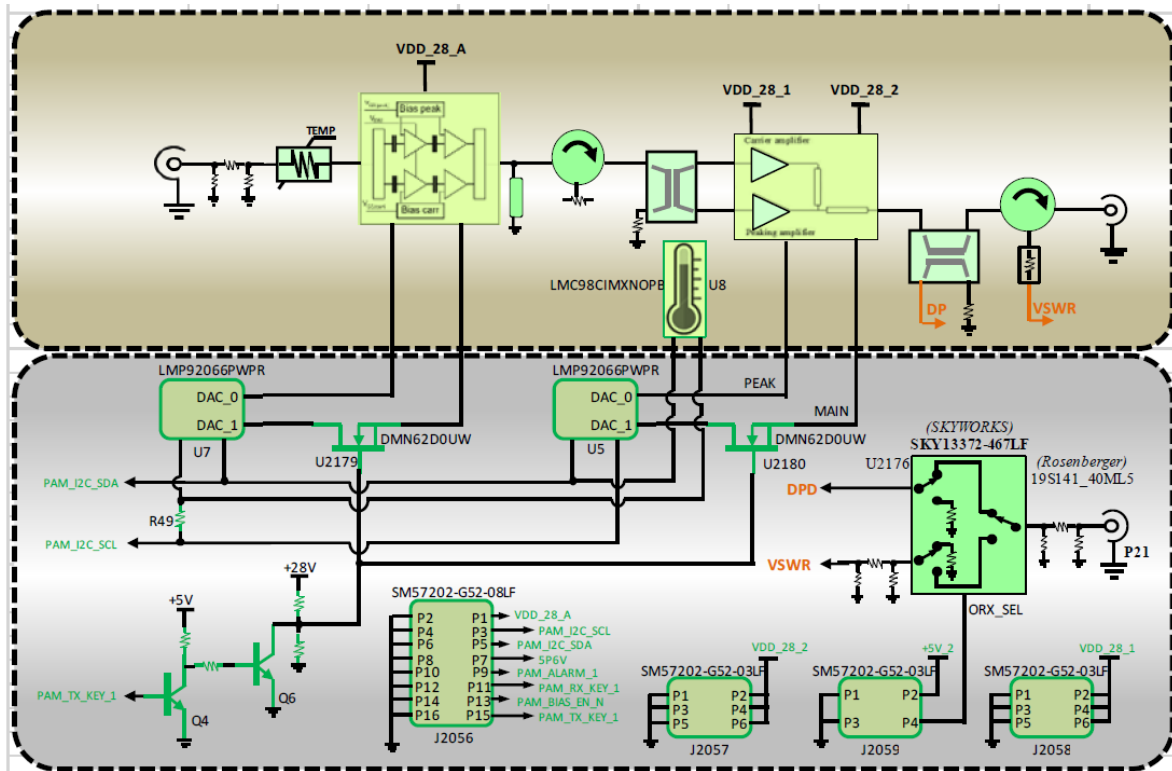 VDD_28_A
VDD_28_1
VDD_28_2
TEMP
Bias peak
Bias carr
Carrier amplifier
Peaking amplifier
LMC98CIMXNOPB
U8
DP
VSWR
LMP92066PWPR
DAC_0
DAC_1
U7
U2179
DMN62D0UW
LMP92066PWPR
DAC_0
DAC_1
U5
PEAK
MAIN
DMN62D0UW
U2180
(SKYWORKS)
SKY13372-467LF
U2176
(Rosenberger)
19S141_40ML5
P21
DPD
VSWR
ORX_SEL
PAM_I2C_SDA
R49
PAM_I2C_SCL
+28V
+5V
PAM_TX_KEY_1
Q4
Q6
SM57202-G52-08LF
P2 P1 VDD_28_A
P4 P3 PAM_I2C_SCL
P6 P5 PAM_I2C_SDA
P8 P7 5P6V
P10 P9 PAM_ALARM_1
P12 P11 PAM_RX_KEY_1
P14 P13 PAM_BIAS_EN_N
P16 P15 PAM_TX_KEY_1
J2056
VDD_28_2
SM57202-G52-03LF
P1 P2
P3 P4
P5 P6
J2057
+5V_2
SM57202-G52-03LF
P1 P2
P3 P4
J2059
VDD_28_1
SM57202-G52-03LF
P1 P2
P3 P4
P5 P6
J2058